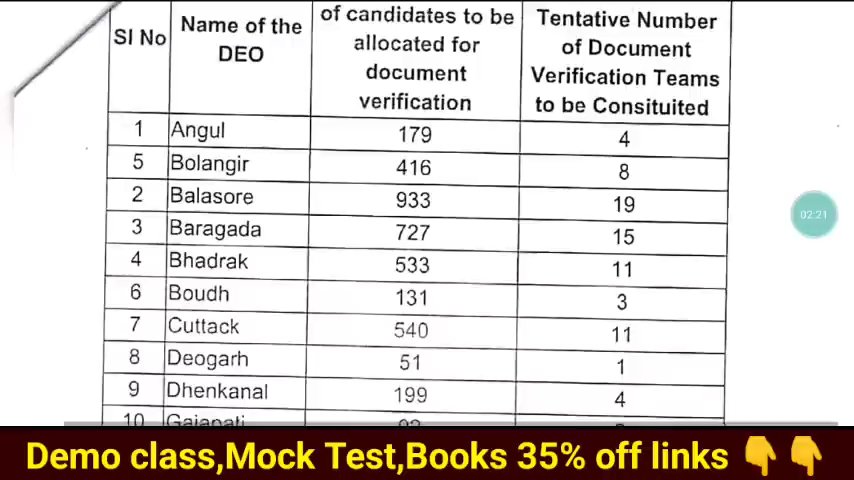 SI No
Name of the
DEO
of candidates to be
allocated for
document
verification
Tentative Number
of Document
Verification Teams
to be Consituited
1 Angul 179 4
5 Bolangir 416 8
2 Balasore 933 19
3 Baragada 727 15
4 Bhadrak 533 11
6 Boudh 131 3
7 Cuttack 540 11
8 Deogarh 51 1
9 Dhenkanal 199 4
10 Gajapati
02:21
Demo class,Mock Test,Books 35% off links 👇👇